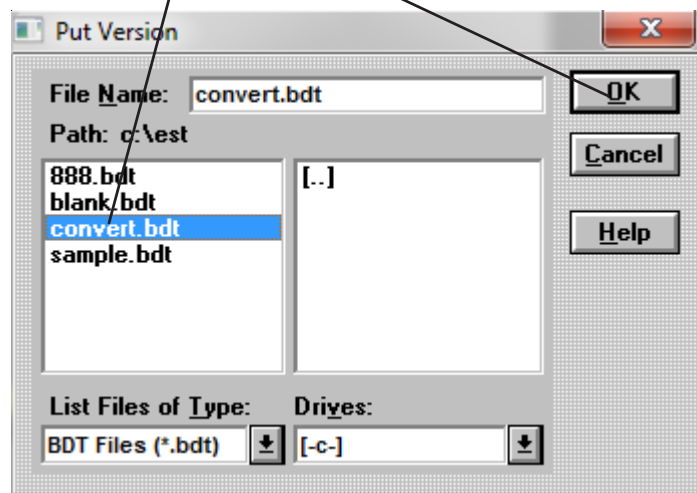 Put Version
File Name: convert.bdt
OK
Path: c:\est
Cancel
888.bdt
blank.bdt
convert.bdt
sample.bdt
[..]
Help
List Files of Type:
Drives:
BDT Files (*.bdt)
[-c-]